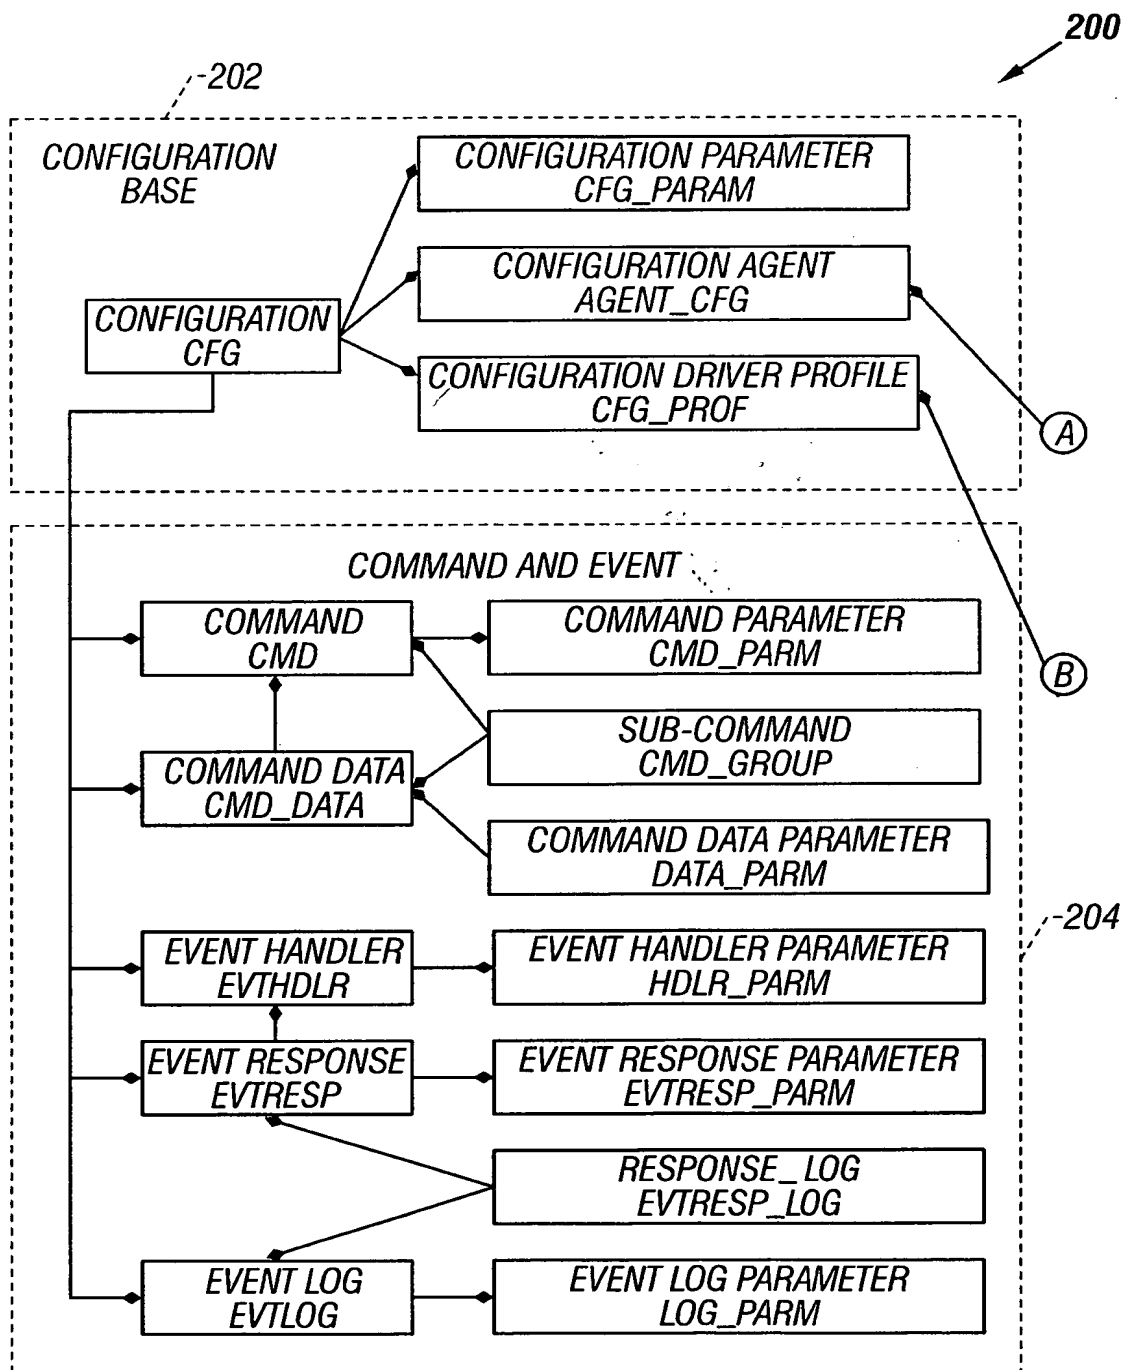 200
202
CONFIGURATION
BASE
CONFIGURATION PARAMETER
CFG_PARAM
CONFIGURATION AGENT
AGENT_CFG
CONFIGURATION
CFG
CONFIGURATION DRIVER PROFILE
CFG_PROF
A
COMMAND AND EVENT
COMMAND
CMD
COMMAND PARAMETER
CMD_PARM
B
SUB-COMMAND
CMD_GROUP
COMMAND DATA
CMD_DATA
COMMAND DATA PARAMETER
DATA_PARM
204
EVENT HANDLER
EVTHDLR
EVENT HANDLER PARAMETER
HDLR_PARM
EVENT RESPONSE
EVTRESP
EVENT RESPONSE PARAMETER
EVTRESP_PARM
RESPONSE_LOG
EVTRESP_LOG
EVENT LOG
EVTLOG
EVENT LOG PARAMETER
LOG_PARM